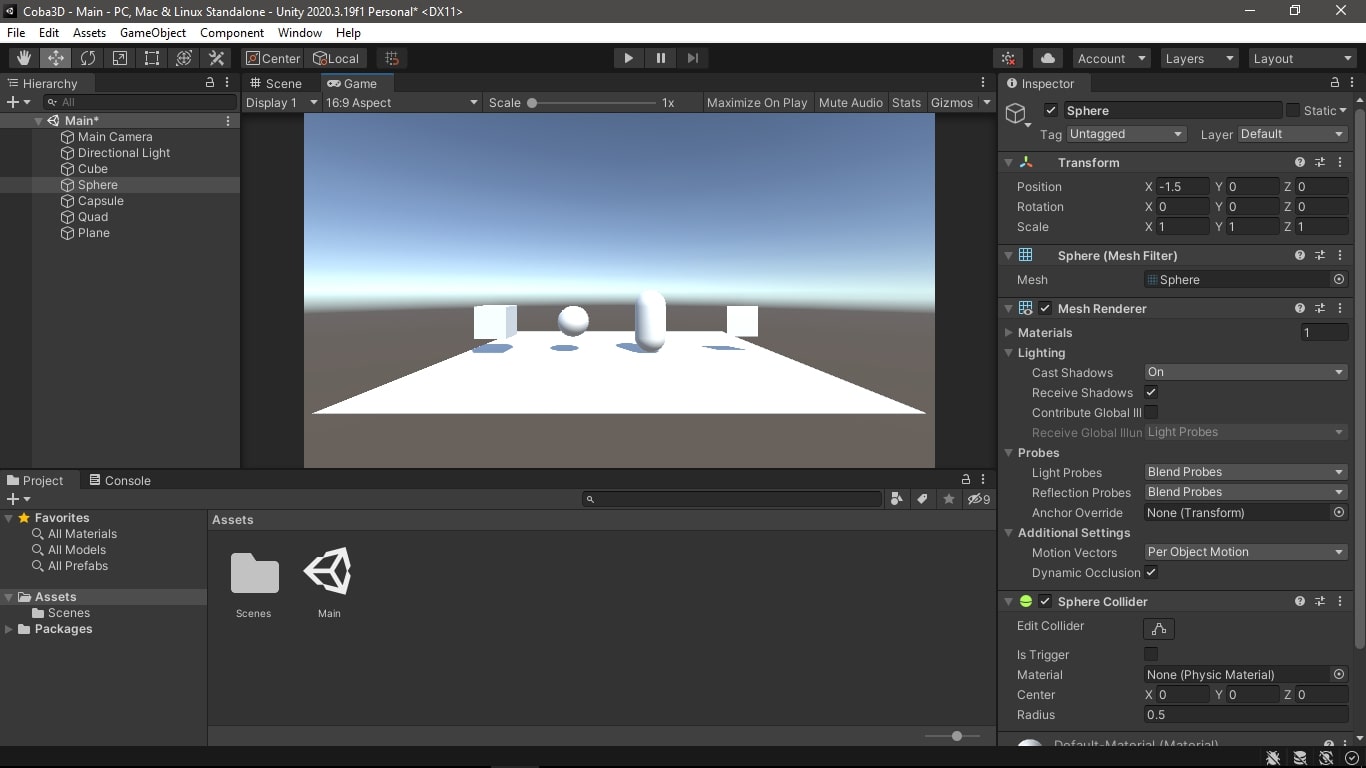 Coba3D - Main - PC, Mac & Linux Standalone - Unity 2020.3.19f1 Personal* <DX11>
File Edit Assets GameObject Component Window Help
Center Local Account Layers Layout
Hierarchy
All
Main*
Main Camera
Directional Light
Cube
Sphere
Capsule
Quad
Plane
Scene Game
Display 1 16:9 Aspect Scale 1x Maximize On Play Mute Audio Stats Gizmos
Project Console
9
Favorites
All Materials
All Models
All Prefabs
Assets
Scenes
Packages
Assets
Scenes Main
Inspector
Sphere Static
Tag Untagged Layer Default
Transform
Position X -1.5 Y 0 Z 0
Rotation X 0 Y 0 Z 0
Scale X 1 Y 1 Z 1
Sphere (Mesh Filter)
Mesh Sphere
Mesh Renderer
Materials 1
Lighting
Cast Shadows On
Receive Shadows
Contribute Global Ill
Receive Global Illun Light Probes
Probes
Light Probes Blend Probes
Reflection Probes Blend Probes
Anchor Override None (Transform)
Additional Settings
Motion Vectors Per Object Motion
Dynamic Occlusion
Sphere Collider
Edit Collider
Is Trigger
Material None (Physic Material)
Center X 0 Y 0 Z 0
Radius 0.5
Default-Material (Material)